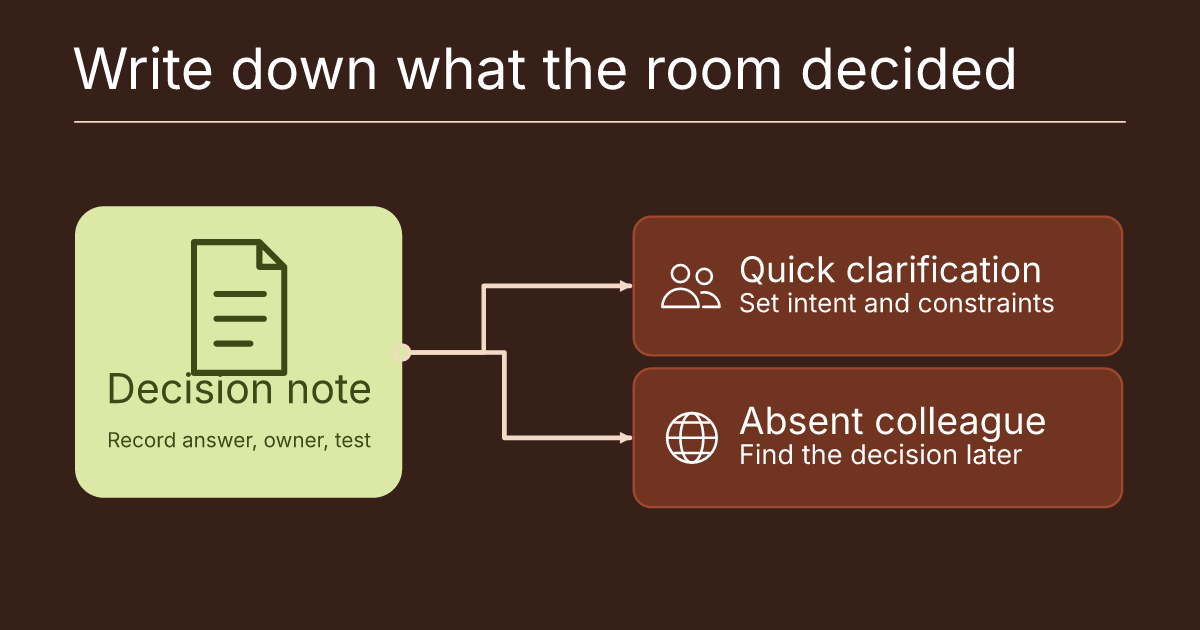 Write down what the room decided
Decision note
Record answer, owner, test
Quick clarification
Set intent and constraints
Absent colleague
Find the decision later